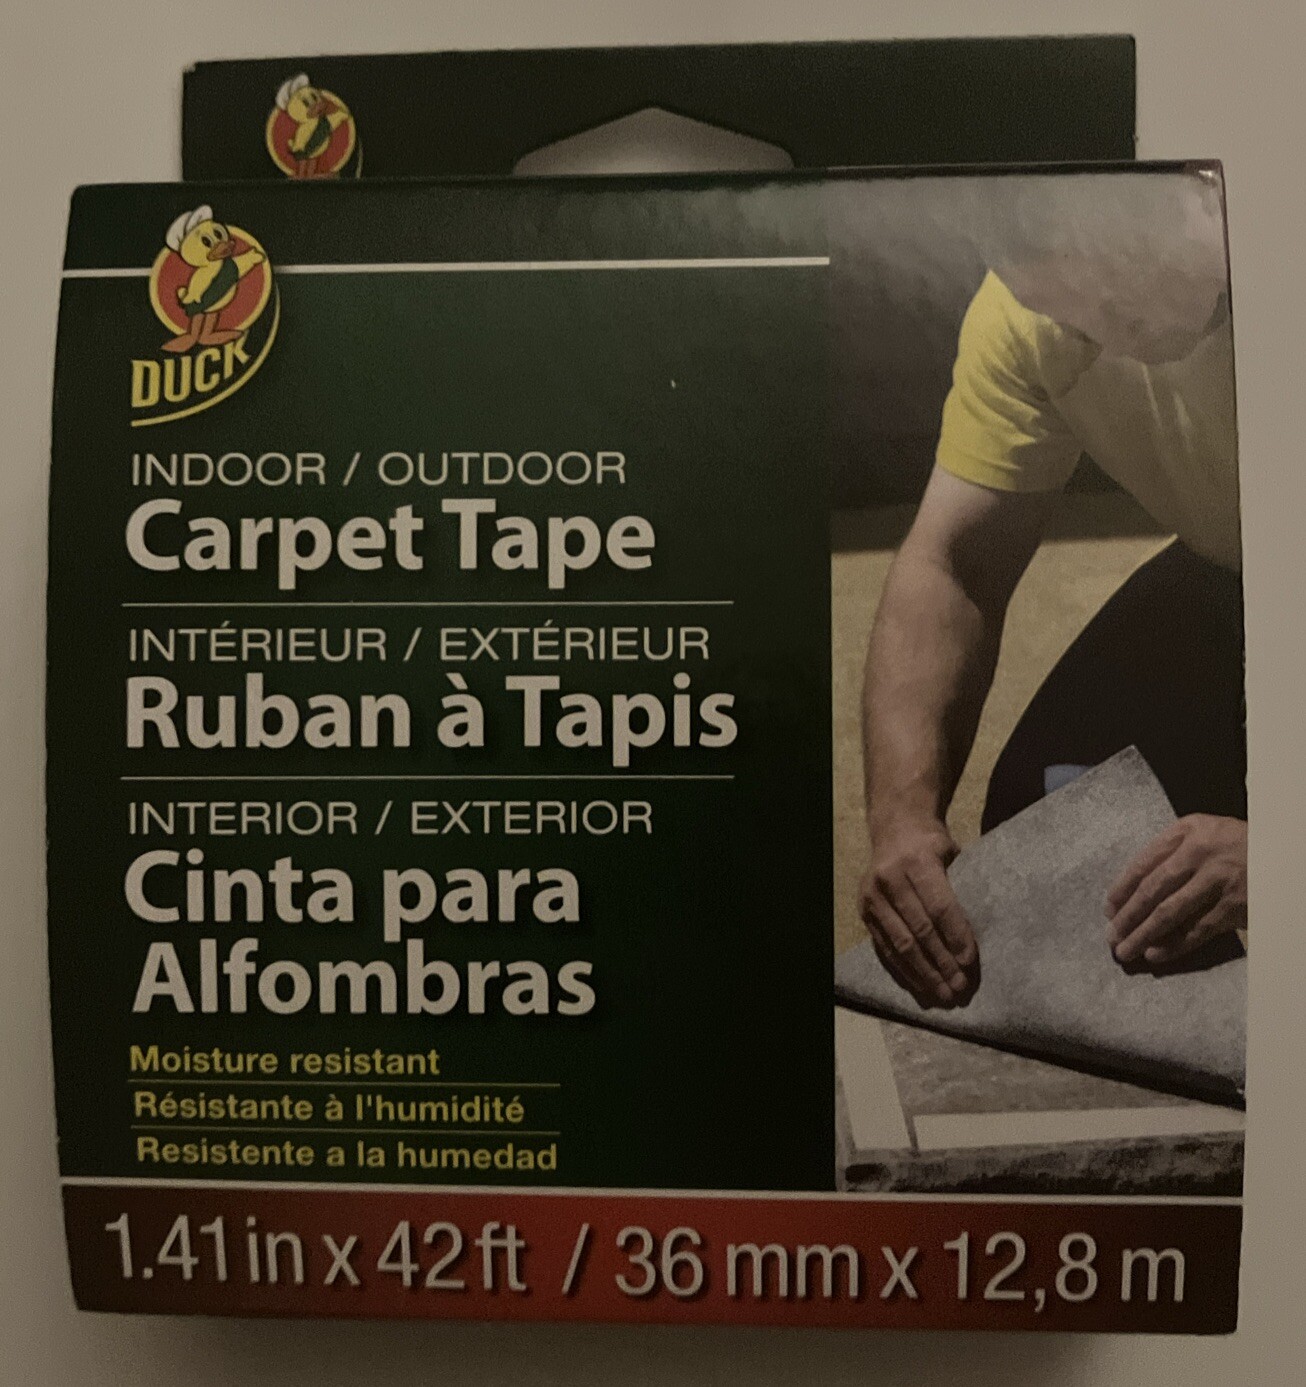 DUCK
INDOOR / OUTDOOR
Carpet Tape
INTÉRIEUR / EXTÉRIEUR
Ruban à Tapis
INTERIOR / EXTERIOR
Cinta para
Alfombras
Moisture resistant
Résistante à l'humidité
Resistente a la humedad
1.41 in x 42 ft / 36 mm x 12,8 m